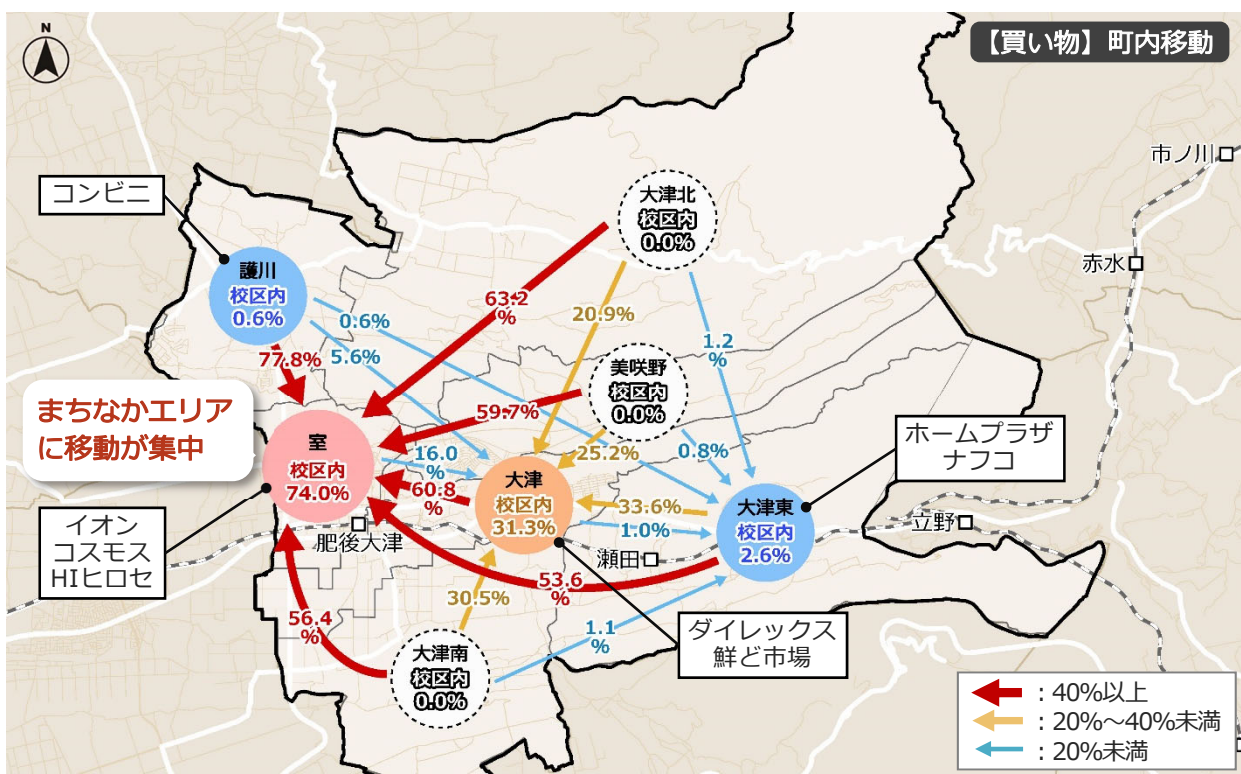 N
【買い物】町内移動
市ノ川
コンビニ
大津北
校区内
0.0%
赤水
護川
校区内
0.6%
63.2
%
20.9%
0.6%
5.6%
1.2
%
77.8%
美咲野
校区内
0.0%
まちなかエリア
に移動が集中
59.7%
ホームプラザ
ナフコ
室
校区内
74.0%
16.0
%
25.2%
0.8%
大津
校区内
31.3%
60.8
%
33.6%
1.0%
大津東
校区内
2.6%
イオン
コスモス
HIヒロセ
肥後大津
瀬田
立野
53.6
%
30.5%
56.4
%
1.1
%
ダイレックス
鮮ど市場
大津南
校区内
0.0%
:40%以上
:20%～40%未満
:20%未満